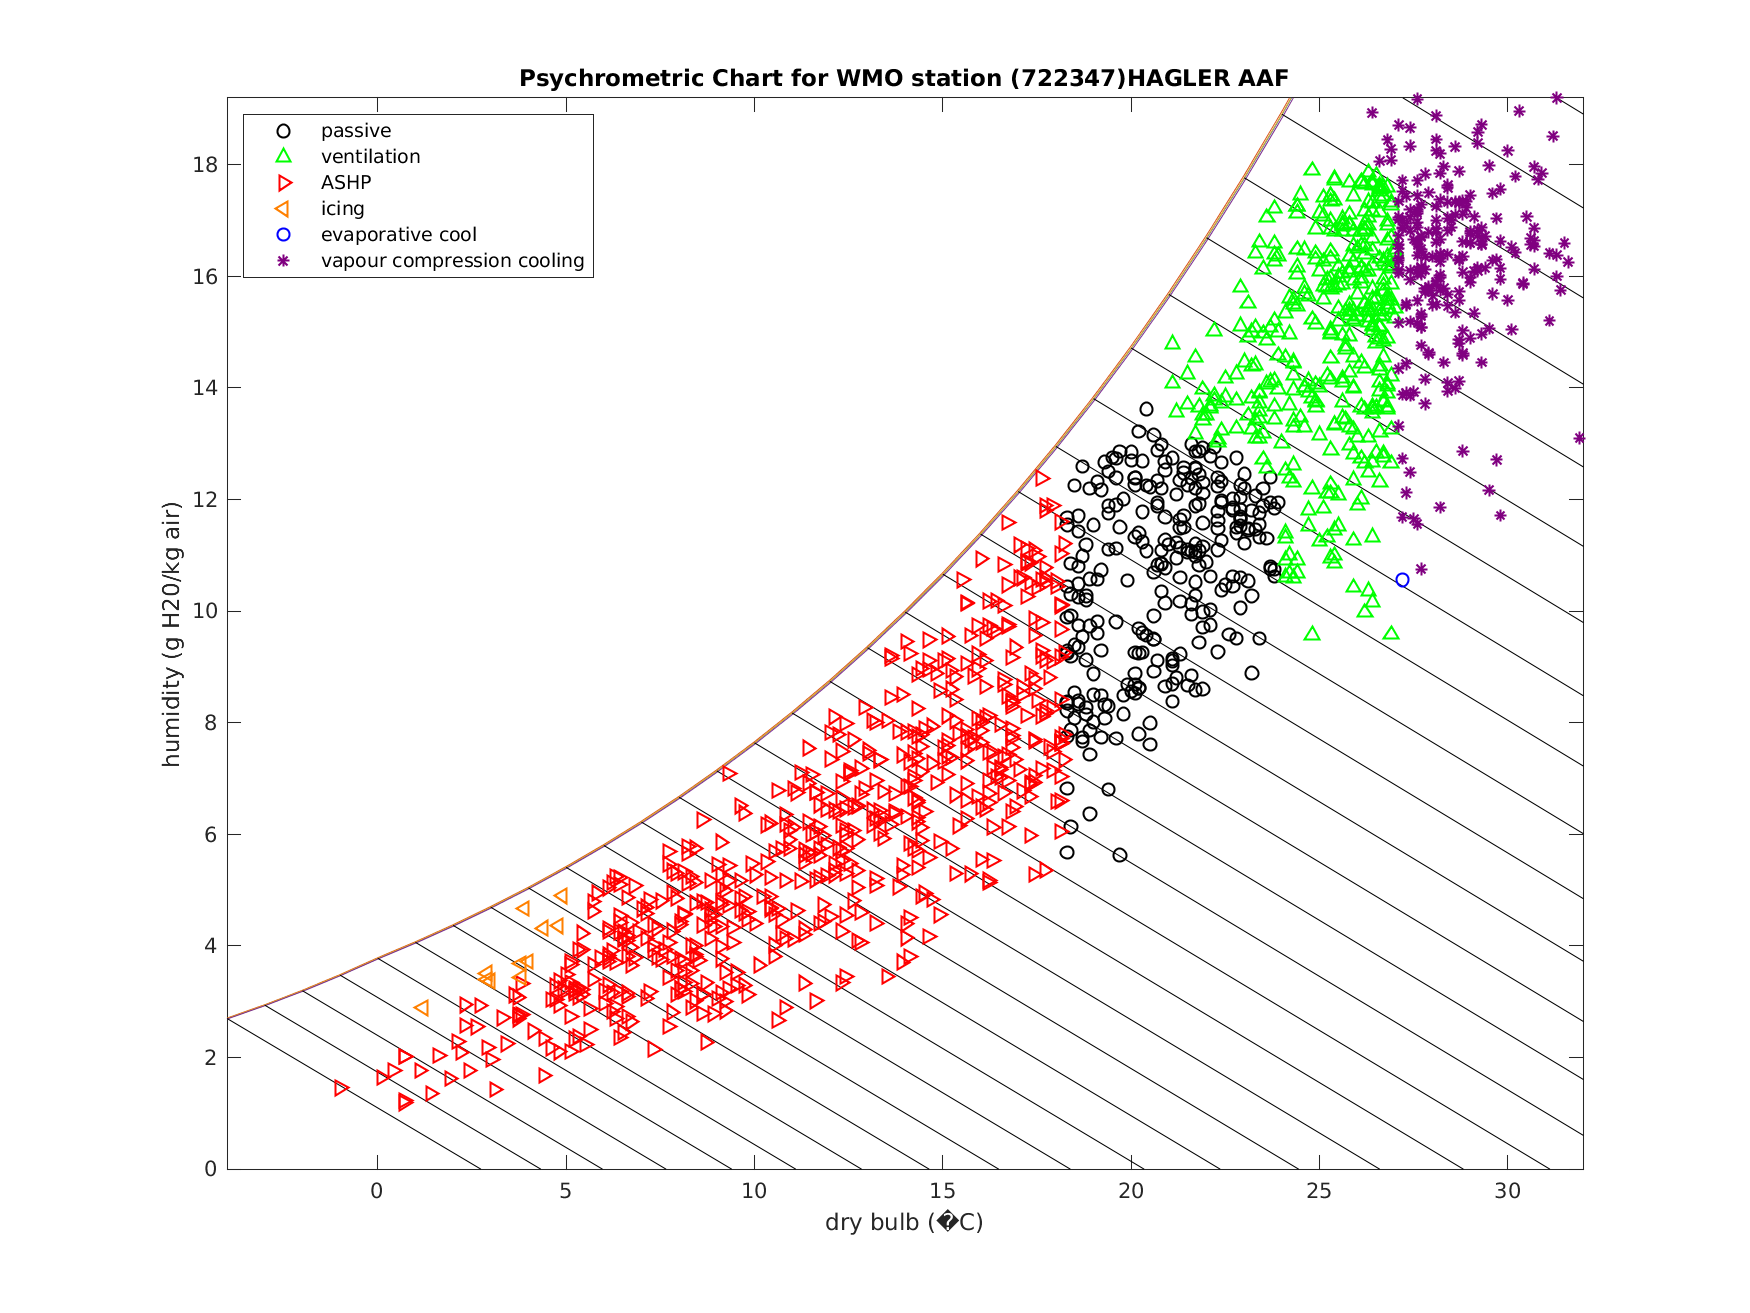 Psychrometric Chart for WMO station (722347)HAGLER AAF
passive
ventilation
ASHP
icing
evaporative cool
vapour compression cooling
humidity (g H20/kg air)
18
16
14
12
10
8
6
4
2
0
0 5 10 15 20 25 30
dry bulb (�C)